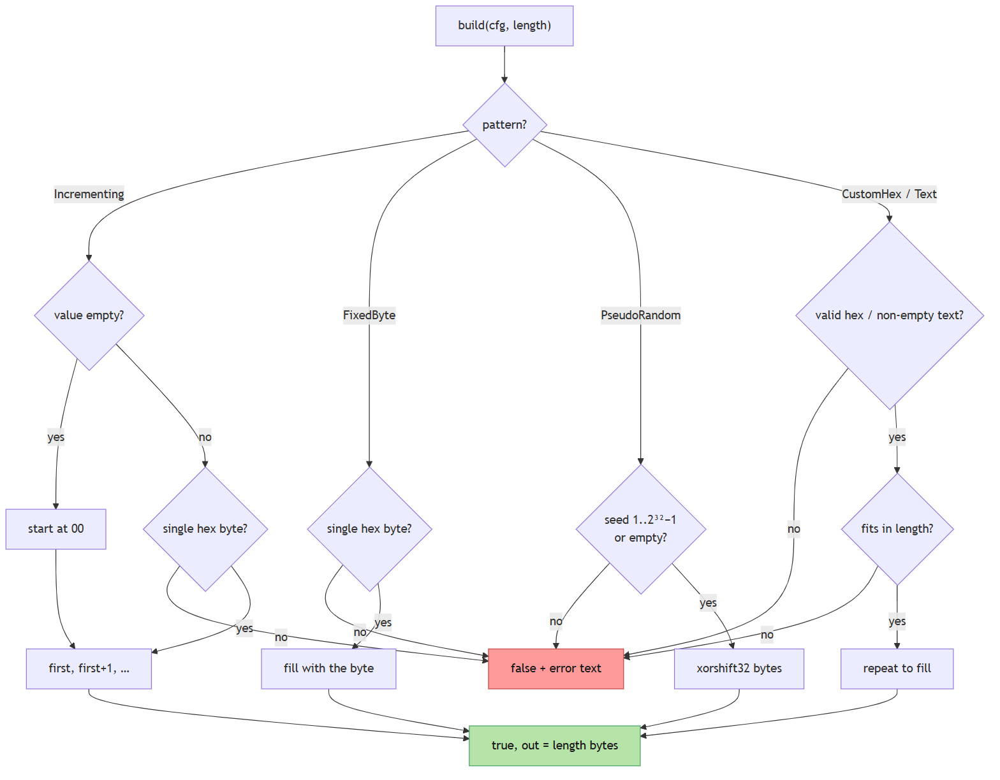 build(cfg, length)
pattern?
Incrementing
CustomHex / Text
value empty?
FixedByte
PseudoRandom
valid hex / non-empty text?
yes
no
yes
start at 00
single hex byte?
single hex byte?
seed 1..2³²−1
or empty?
no
fits in length?
yes
no
yes
no
yes
no
yes
no
first, first+1, ...
fill with the byte
false + error text
xorshift32 bytes
repeat to fill
true, out = length bytes